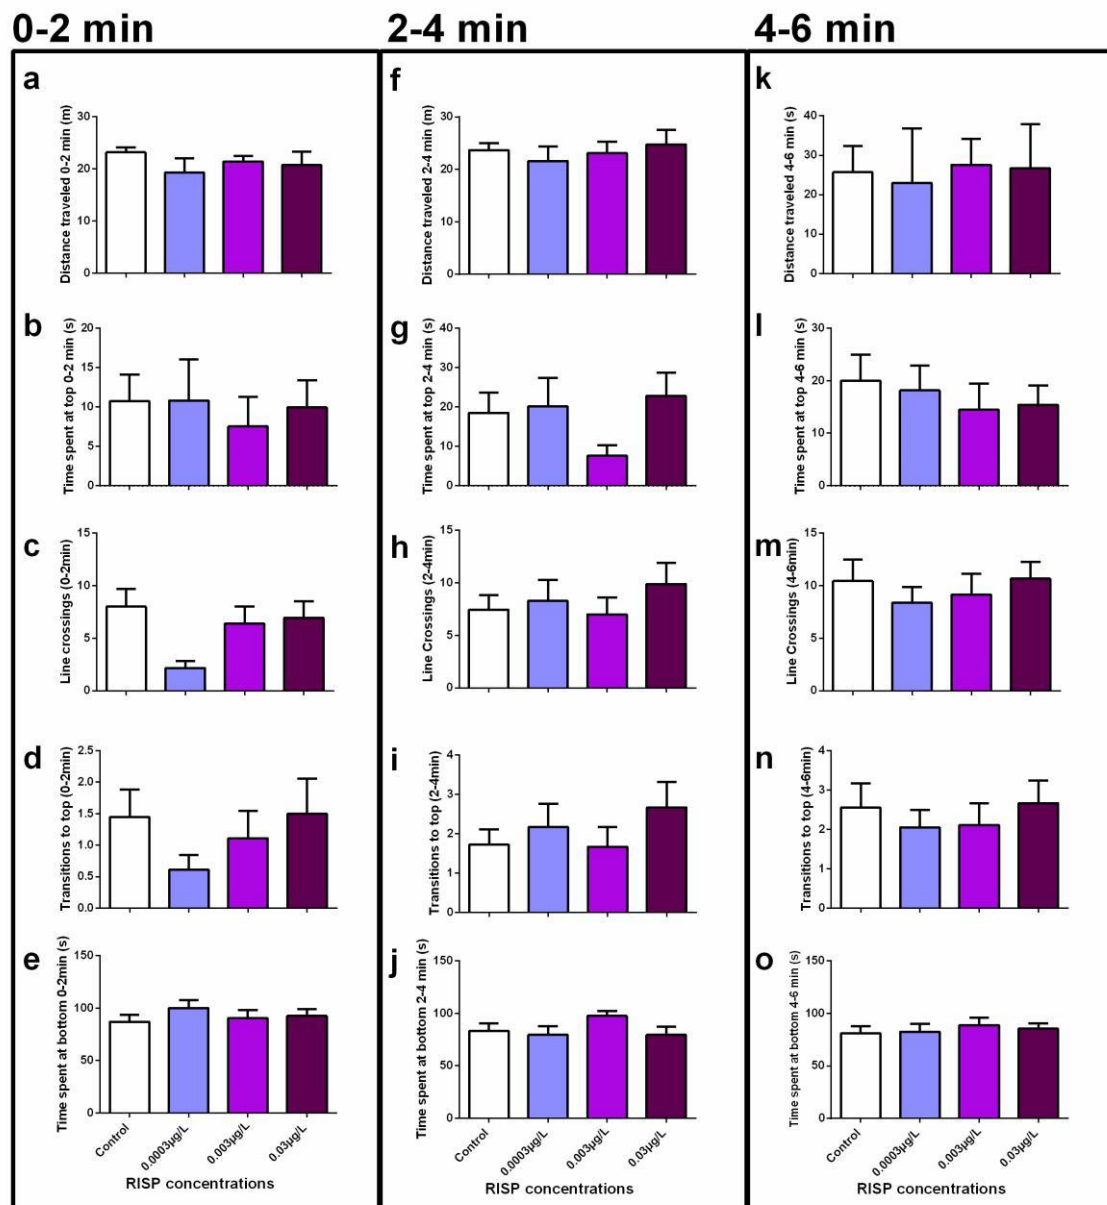 0-2 min
a
Distance traveled 0-2 min (m)
30
20
10
0
b
Time spent at top 0-2 min (s)
20
15
10
5
0
c
Line crossings (0-2min)
15
10
5
0
d
Transitions to top (0-2min)
2.5
2.0
1.5
1.0
0.5
0.0
e
Time spent at bottom 0-2min (s)
150
100
50
0
Control
0.0003µg/L
0.003µg/L
0.03µg/L
RISP concentrations
2-4 min
f
Distance traveled 2-4 min (m)
30
20
10
0
g
Time spent at top 2-4 min (s)
40
30
20
10
0
h
Line Crossings (2-4min)
15
10
5
0
i
Transitions to top (2-4min)
4
3
2
1
0
j
Time spent at bottom 2-4 min (s)
150
100
50
0
Control
0.0003µg/L
0.003µg/L
0.03µg/L
RISP concentrations
4-6 min
k
Distance traveled 4-6 min (s)
40
30
20
10
0
l
Time spent at top 4-6 min (s)
30
20
10
0
m
Line Crossings (4-6min)
15
10
5
0
n
Transitions to top (4-6min)
4
3
2
1
0
o
Time spent at bottom 4-6 min (s)
150
100
50
0
Control
0.0003µg/L
0.003µg/L
0.03µg/L
RISP concentrations